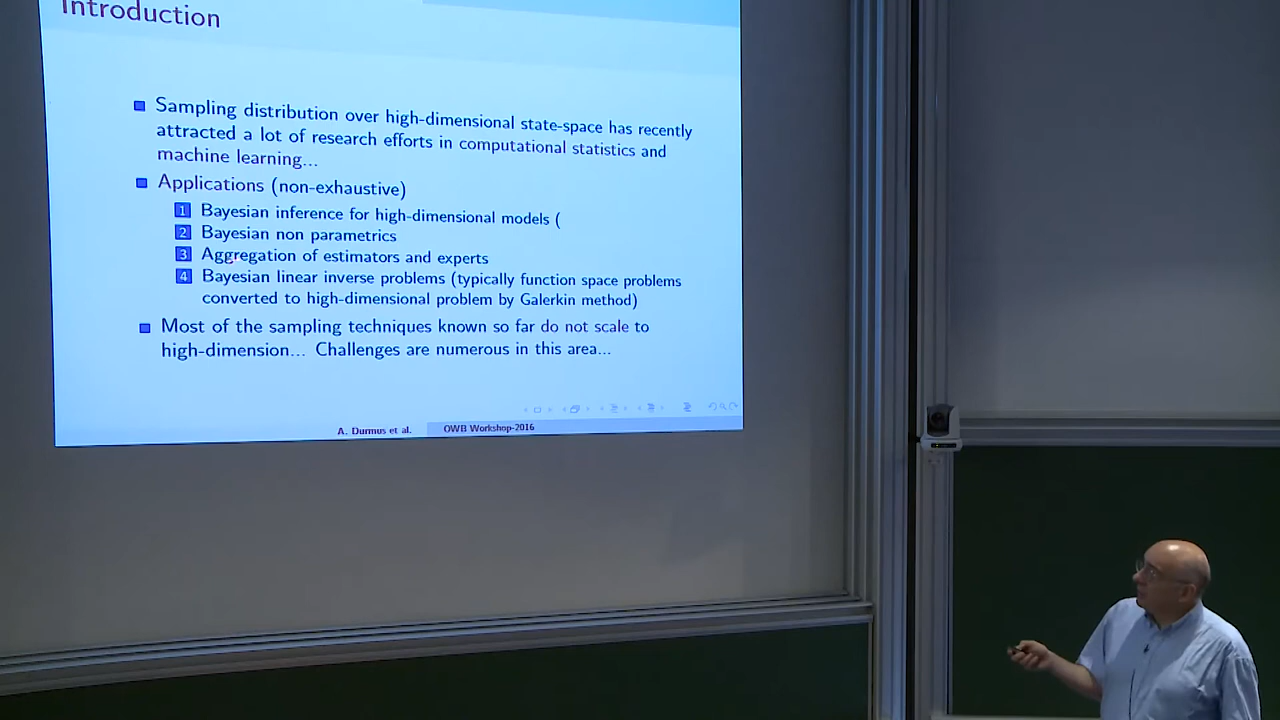 Introduction
Sampling distribution over high-dimensional state-space has recently
attracted a lot of research efforts in computational statistics and
machine learning...
Applications (non-exhaustive)
1 Bayesian inference for high-dimensional models (
2 Bayesian non parametrics
3 Aggregation of estimators and experts
4 Bayesian linear inverse problems (typically function space problems
converted to high-dimensional problem by Galerkin method)
Most of the sampling techniques known so far do not scale to
high-dimension... Challenges are numerous in this area...
A. Durmus et al. OWB Workshop-2016